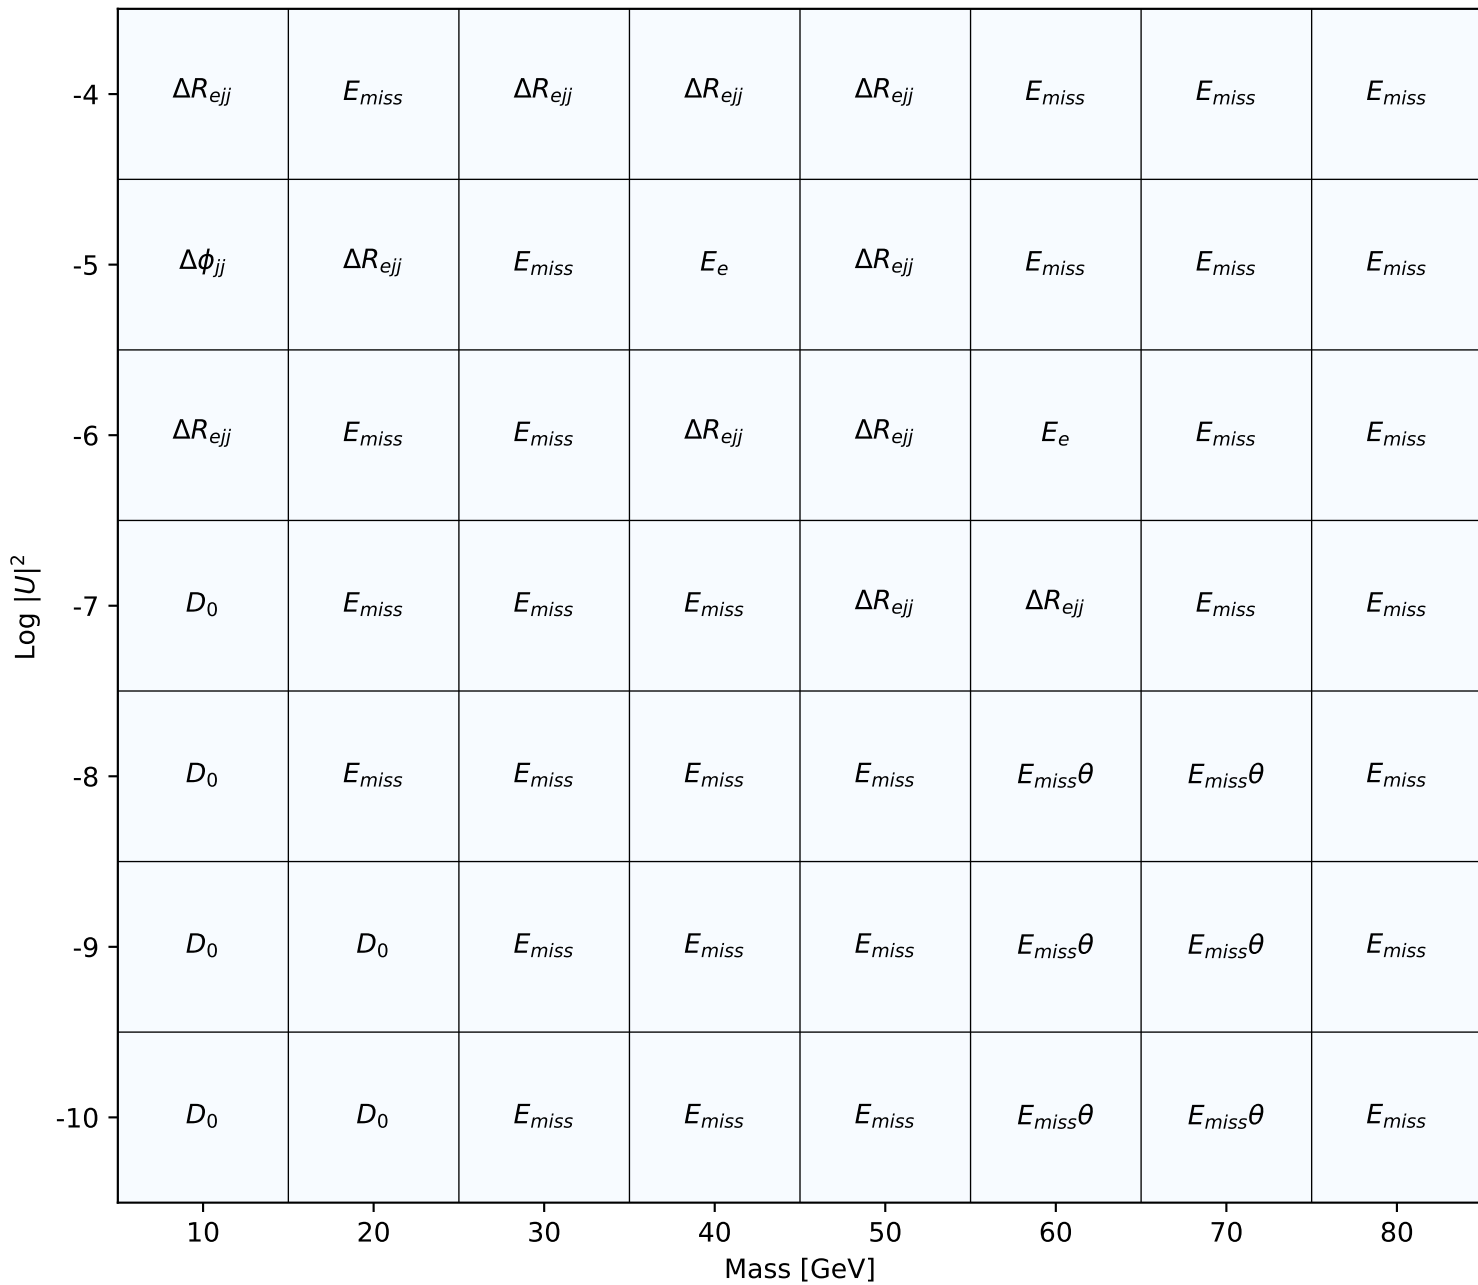 -4 ΔR_ejj E_miss ΔR_ejj ΔR_ejj ΔR_ejj E_miss E_miss E_miss
-5 Δϕ_jj ΔR_ejj E_miss E_e ΔR_ejj E_miss E_miss E_miss
-6 ΔR_ejj E_miss E_miss ΔR_ejj ΔR_ejj E_e E_miss E_miss
-7 D_0 E_miss E_miss E_miss ΔR_ejj ΔR_ejj E_miss E_miss
-8 D_0 E_miss E_miss E_miss E_miss E_missθ E_missθ E_miss
-9 D_0 D_0 E_miss E_miss E_miss E_missθ E_missθ E_miss
-10 D_0 D_0 E_miss E_miss E_miss E_missθ E_missθ E_miss
10 20 30 40 50 60 70 80
Mass [GeV]
Log |U|²